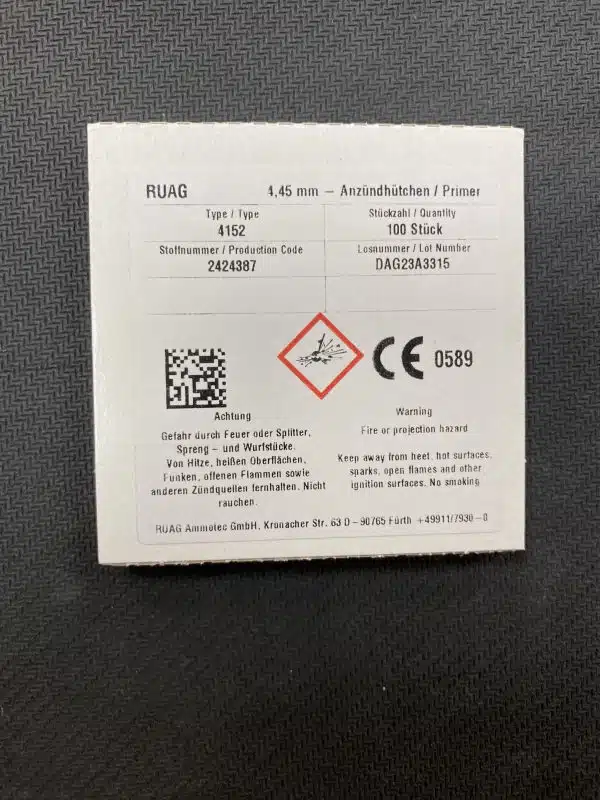 RUAG 4,45 mm – Anzündhütchen / Primer
Type / Type
4152
Stückzahl / Quantity
100 Stück
Stoffnummer / Production Code
2424387
Losnummer / Lot Number
DAG23A3315
CE 0589
Achtung
Gefahr durch Feuer oder Splitter,
Spreng – und Wurfstücke.
Von Hitze, heißen Oberflächen,
Funken, offenen Flammen sowie
anderen Zündquellen fernhalten. Nicht
rauchen.
Warning
Fire or projection hazard
Keep away from heet, hot surfaces,
sparks, open flames and other
ignition surfaces. No smoking
RUAG Ammotec GmbH, Kronacher Str. 63 D – 90765 Fürth +49911/7930 – 0